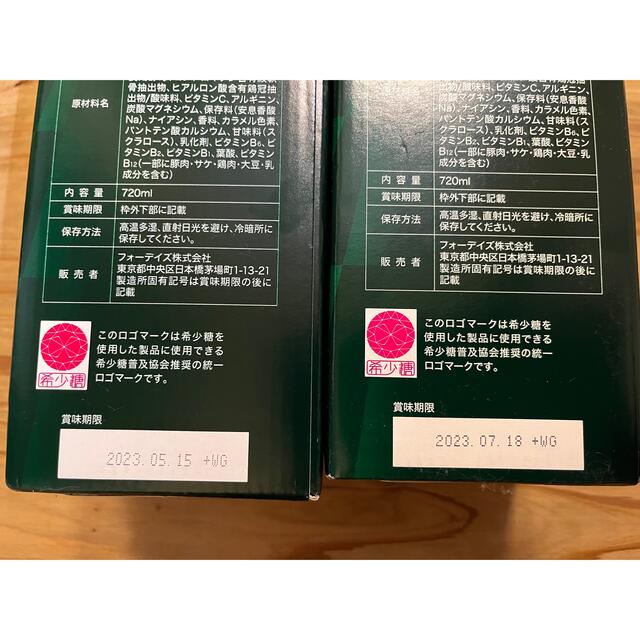 原材料名
骨抽出物、ヒアルロン酸含有鶏冠抽
出物/酸味料、ビタミンC、アルギニン、
炭酸マグネシウム、保存料(安息香酸
Na)、ナイアシン、香料、カラメル色素、
パントテン酸カルシウム、甘味料(ス
クラロース)、乳化剤、ビタミンB6、ビ
タミンB2、ビタミンB1、葉酸、ビタミン
B12(一部に豚肉・サケ・鶏肉・大豆・乳
成分を含む)
内容量 720ml
賞味期限 枠外下部に記載
保存方法 高温多湿、直射日光を避け、冷暗所に
保存してください。
販売者 フォーデイズ株式会社
東京都中央区日本橋茅場町1-13-21
製造所固有記号は賞味期限の後に
記載
希少糖
このロゴマークは希少糖を
使用した製品に使用できる
希少糖普及協会推奨の統一
ロゴマークです。
賞味期限
2023.05.15 +WG
原材料名
出物/酸味料、ビタミンC、アルギニン、
炭酸マグネシウム、保存料(安息香酸
Na)、ナイアシン、香料、カラメル色素、
パントテン酸カルシウム、甘味料(ス
クラロース)、乳化剤、ビタミンB6、ビ
タミンB2、ビタミンB1、葉酸、ビタミン
B12(一部に豚肉・サケ・鶏肉・大豆・乳
成分を含む)
内容量 720ml
賞味期限 枠外下部に記載
保存方法 高温多湿、直射日光を避け、冷暗所に
保存してください。
販売者 フォーデイズ株式会社
東京都中央区日本橋茅場町1-13-21
製造所固有記号は賞味期限の後に
記載
希少糖
このロゴマークは希少糖を
使用した製品に使用できる
希少糖普及協会推奨の統一
ロゴマークです。
賞味期限
2023.07.18 +WG